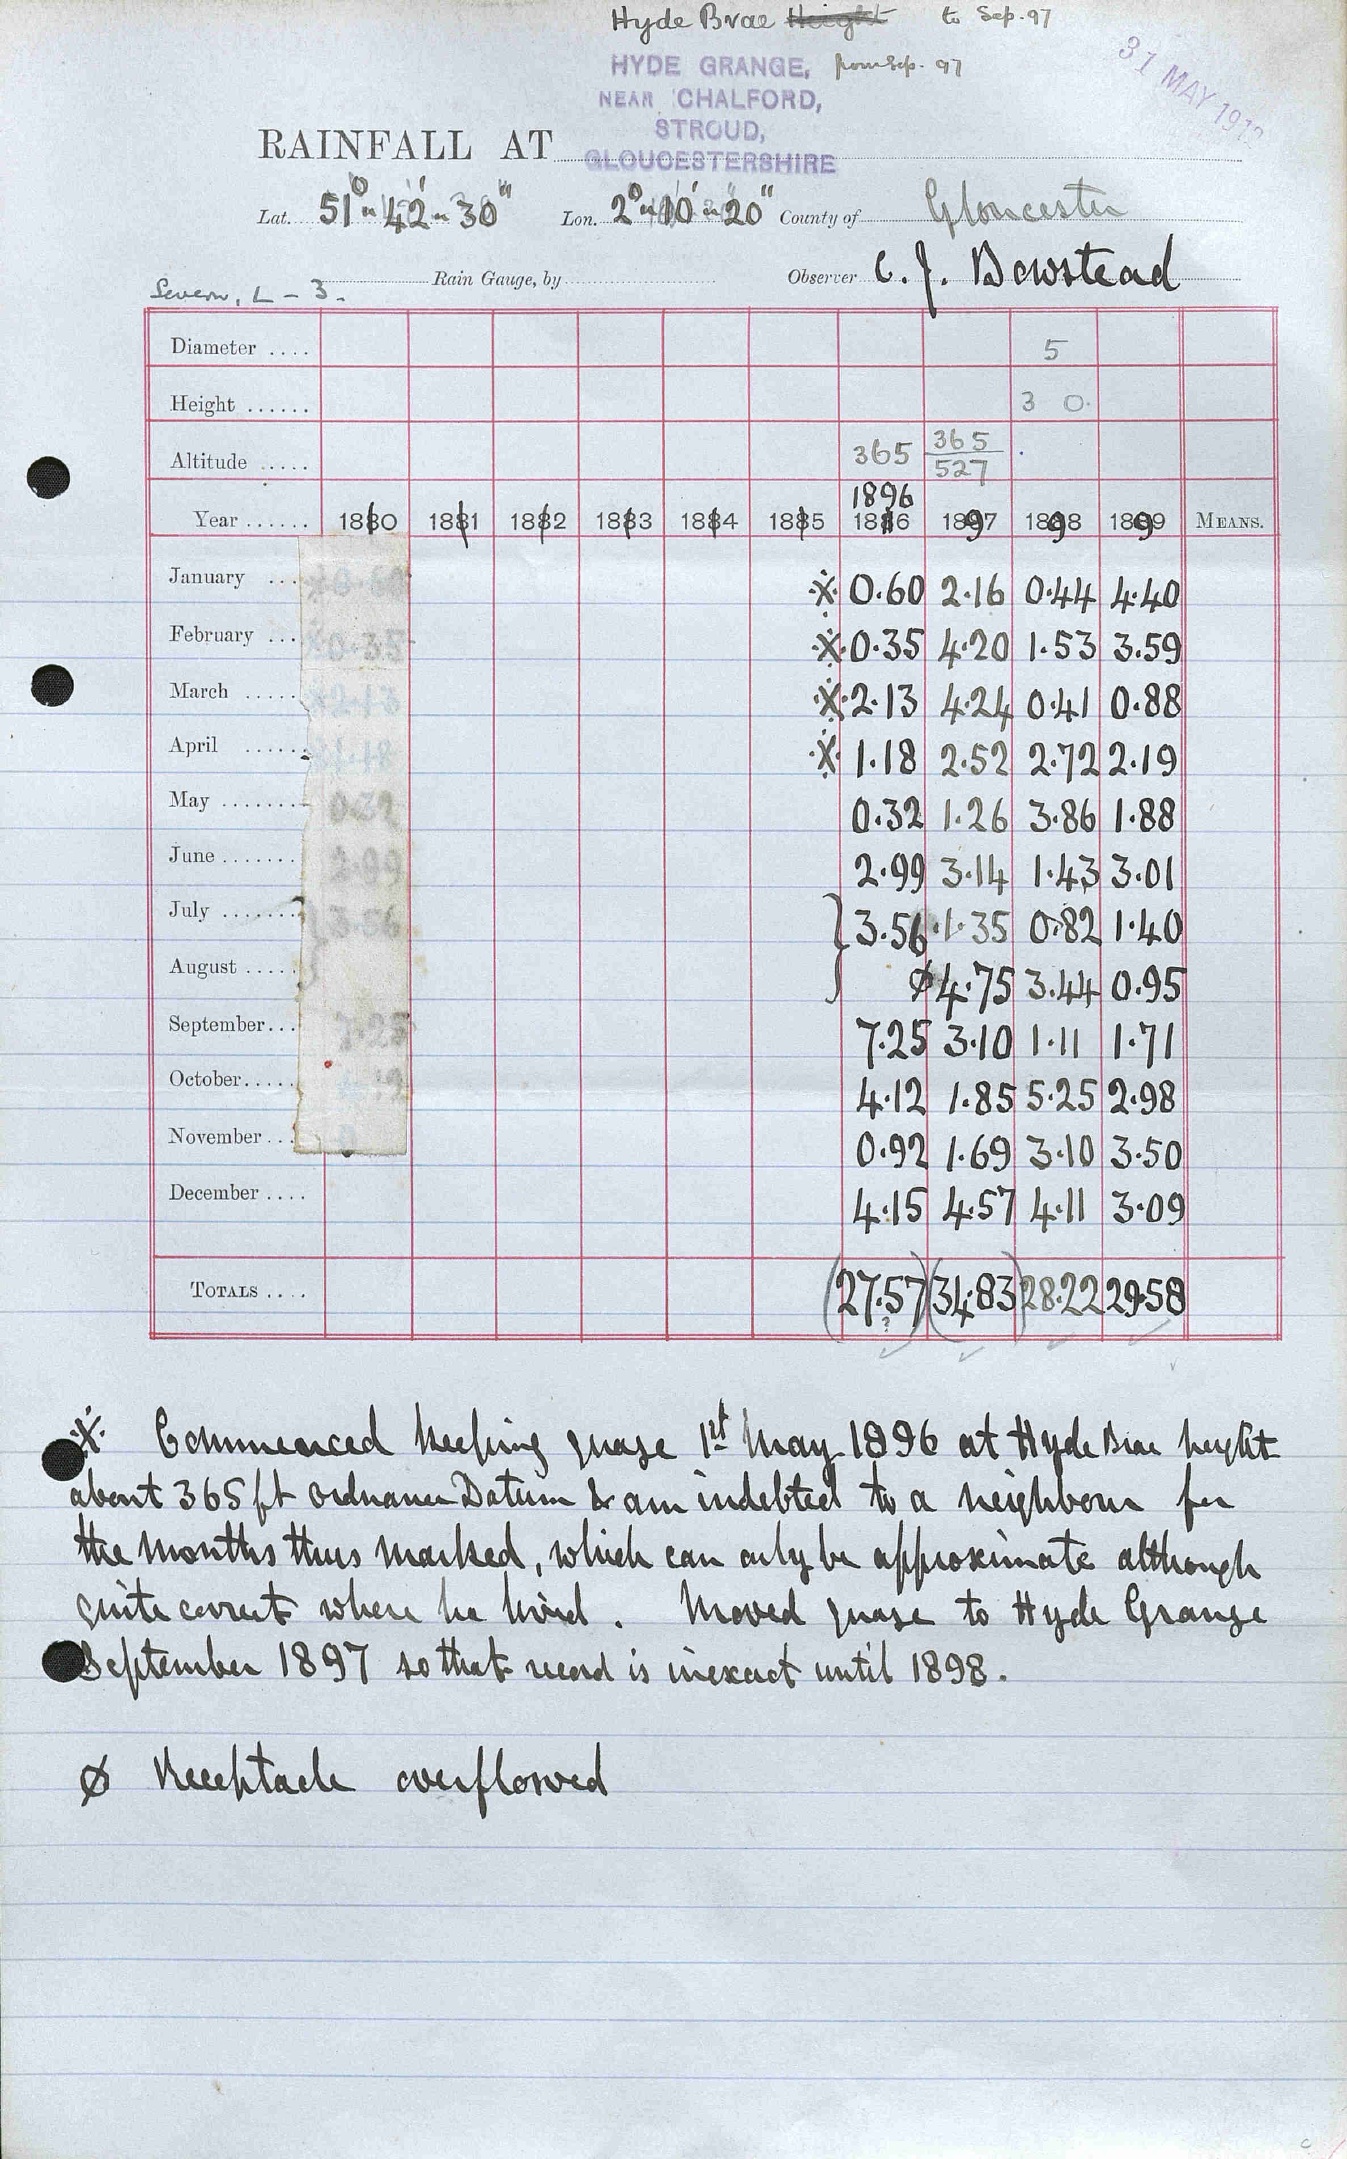 Hyde Brae Height to Sep. 97
HYDE GRANGE, from Sep. 97
NEAR CHALFORD,
STROUD,
GLOUCESTERSHIRE
31 MAY 1912
RAINFALL AT
Lat. 51° 42' 30" Lon. 2° 10' 20" County of Gloucester
Rain Gauge, by Observer C. J. Bowstead
Severn, L - 3.
Diameter .... 5
Height ...... 3 0.
Altitude ..... 365 365/527
1896
Year ...... 1880 1881 1882 1883 1884 1885 1886 1897 1898 1899 MEANS.
January ... *0.60 ※ 0.60 2.16 0.44 4.40
February ... *0.35 ※ 0.35 4.20 1.53 3.59
March ..... *2.13 ※ 2.13 4.24 0.41 0.88
April ...... *1.18 ※ 1.18 2.52 2.72 2.19
May ........ 0.32 0.32 1.26 3.86 1.88
June ....... 2.99 2.99 3.14 1.43 3.01
July ....... } 3.56 } 3.56 1.35 0.82 1.40
August ..... ø 4.75 3.44 0.95
September... 7.25 7.25 3.10 1.11 1.71
October..... 4.12 4.12 1.85 5.25 2.98
November... 0 0.92 1.69 3.10 3.50
December .... 4.15 4.57 4.11 3.09
TOTALS .... (27.57) (34.83) 28.22 29.58
?
※ Commenced keeping guage 1st May 1896 at Hyde Brae height
about 365 ft ordnance Datum & am indebted to a neighbour for
the months thus marked, which can only be approximate although
quite correct where he lived. Moved guage to Hyde Grange
September 1897 so that record is inexact until 1898.
ø Receptacle overflowed